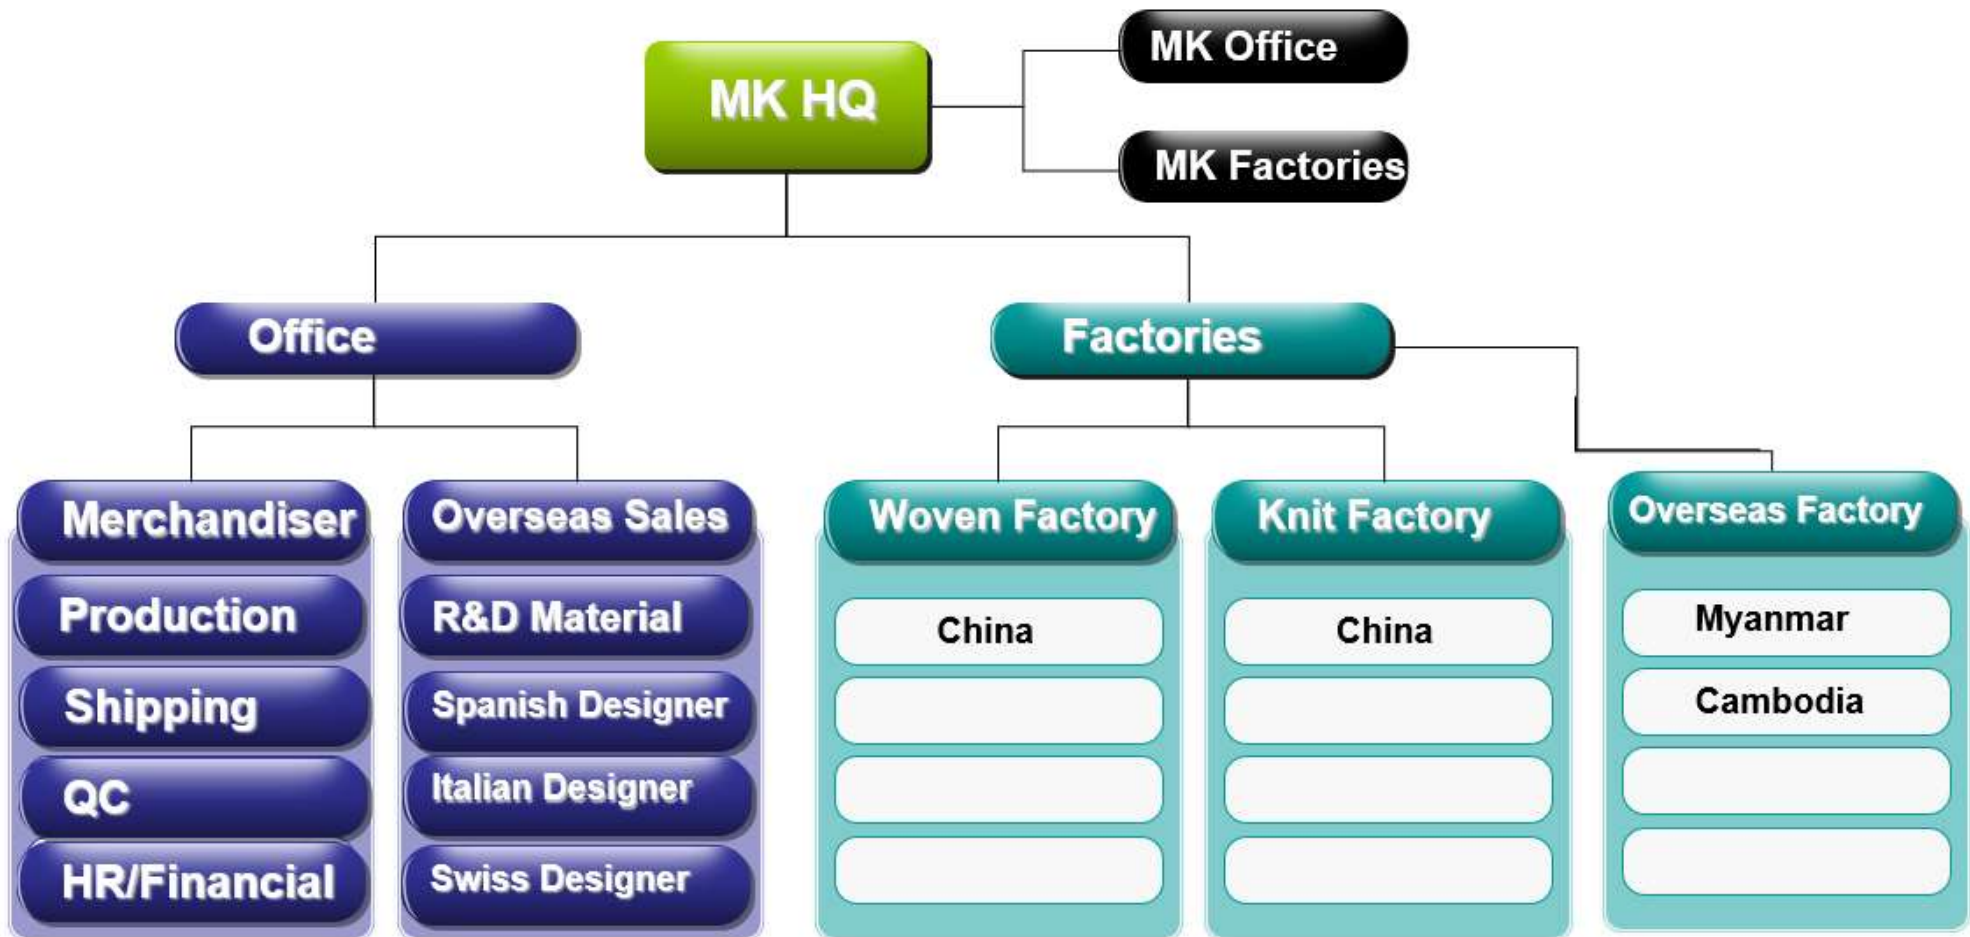 MK HQ
MK Office
MK Factories
Office
Factories
Merchandiser
Production
Shipping
QC
HR/Financial
Overseas Sales
R&D Material
Spanish Designer
Italian Designer
Swiss Designer
Woven Factory
China
Knit Factory
China
Overseas Factory
Myanmar
Cambodia